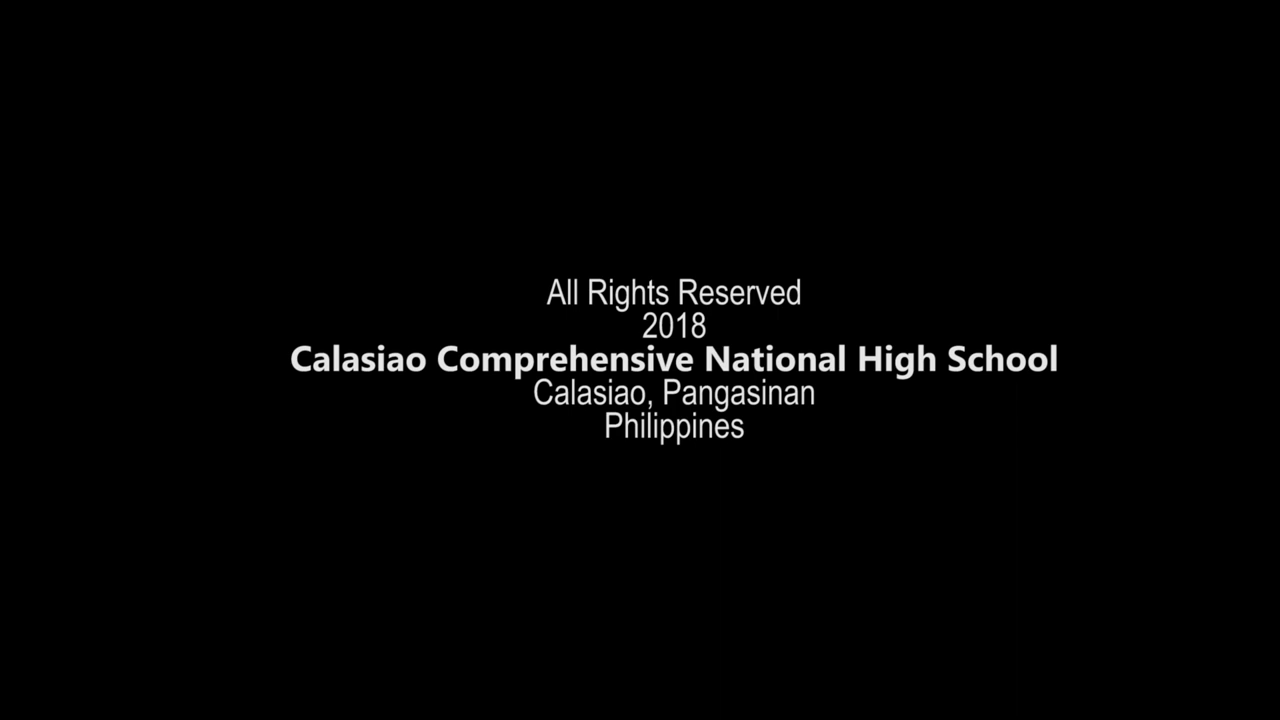 All Rights Reserved
2018
Calasiao Comprehensive National High School
Calasiao, Pangasinan
Philippines